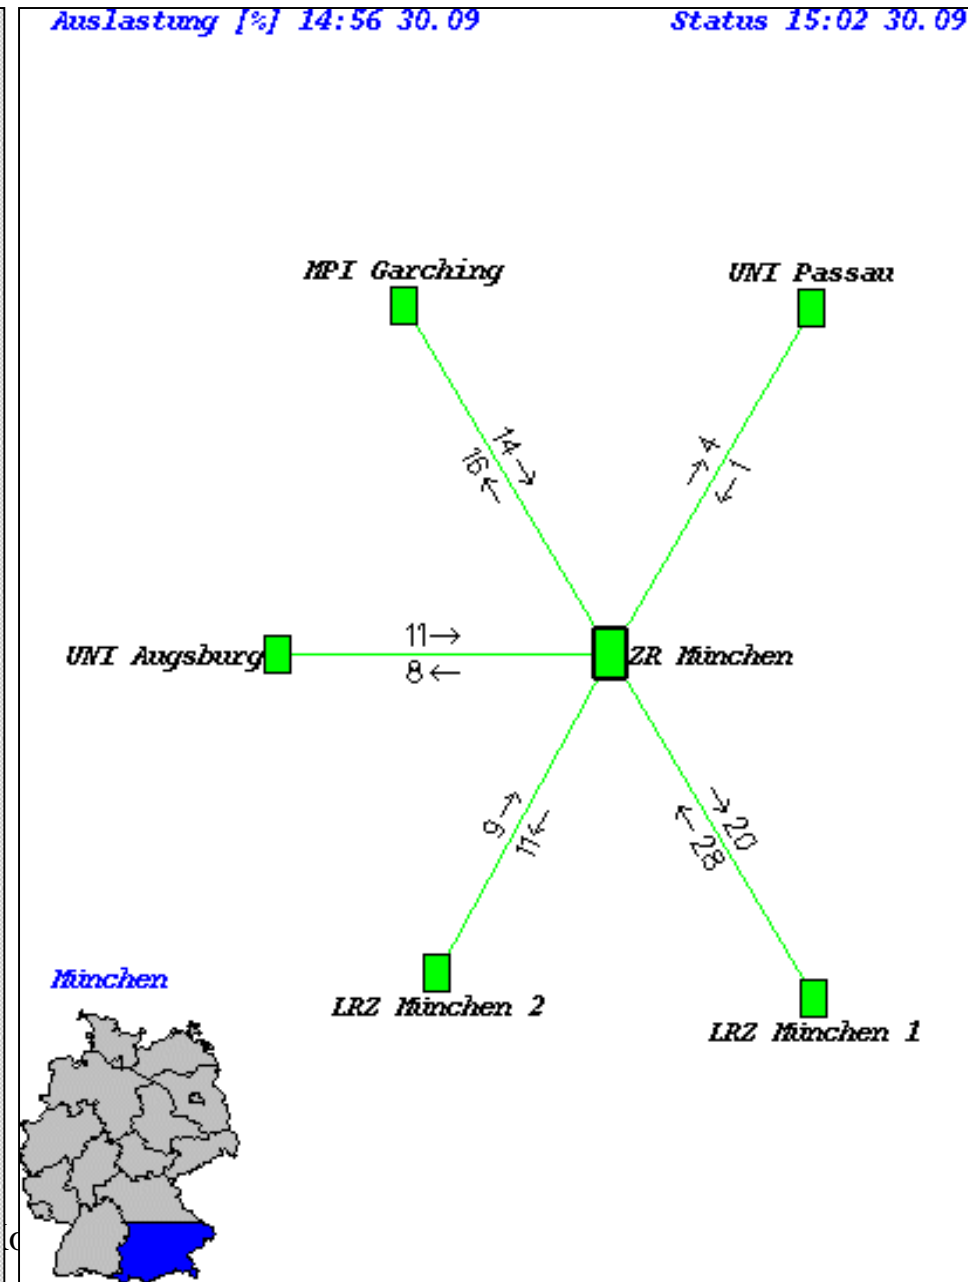 Auslastung [%] 14:56 30.09
Status 15:02 30.09
MPI Garching
UNI Passau
14→
16←
4
→
1
←
11→
8←
UNI Augsburg
ZR München
9→
11←
→20
←28
München
LRZ München 2
LRZ München 1